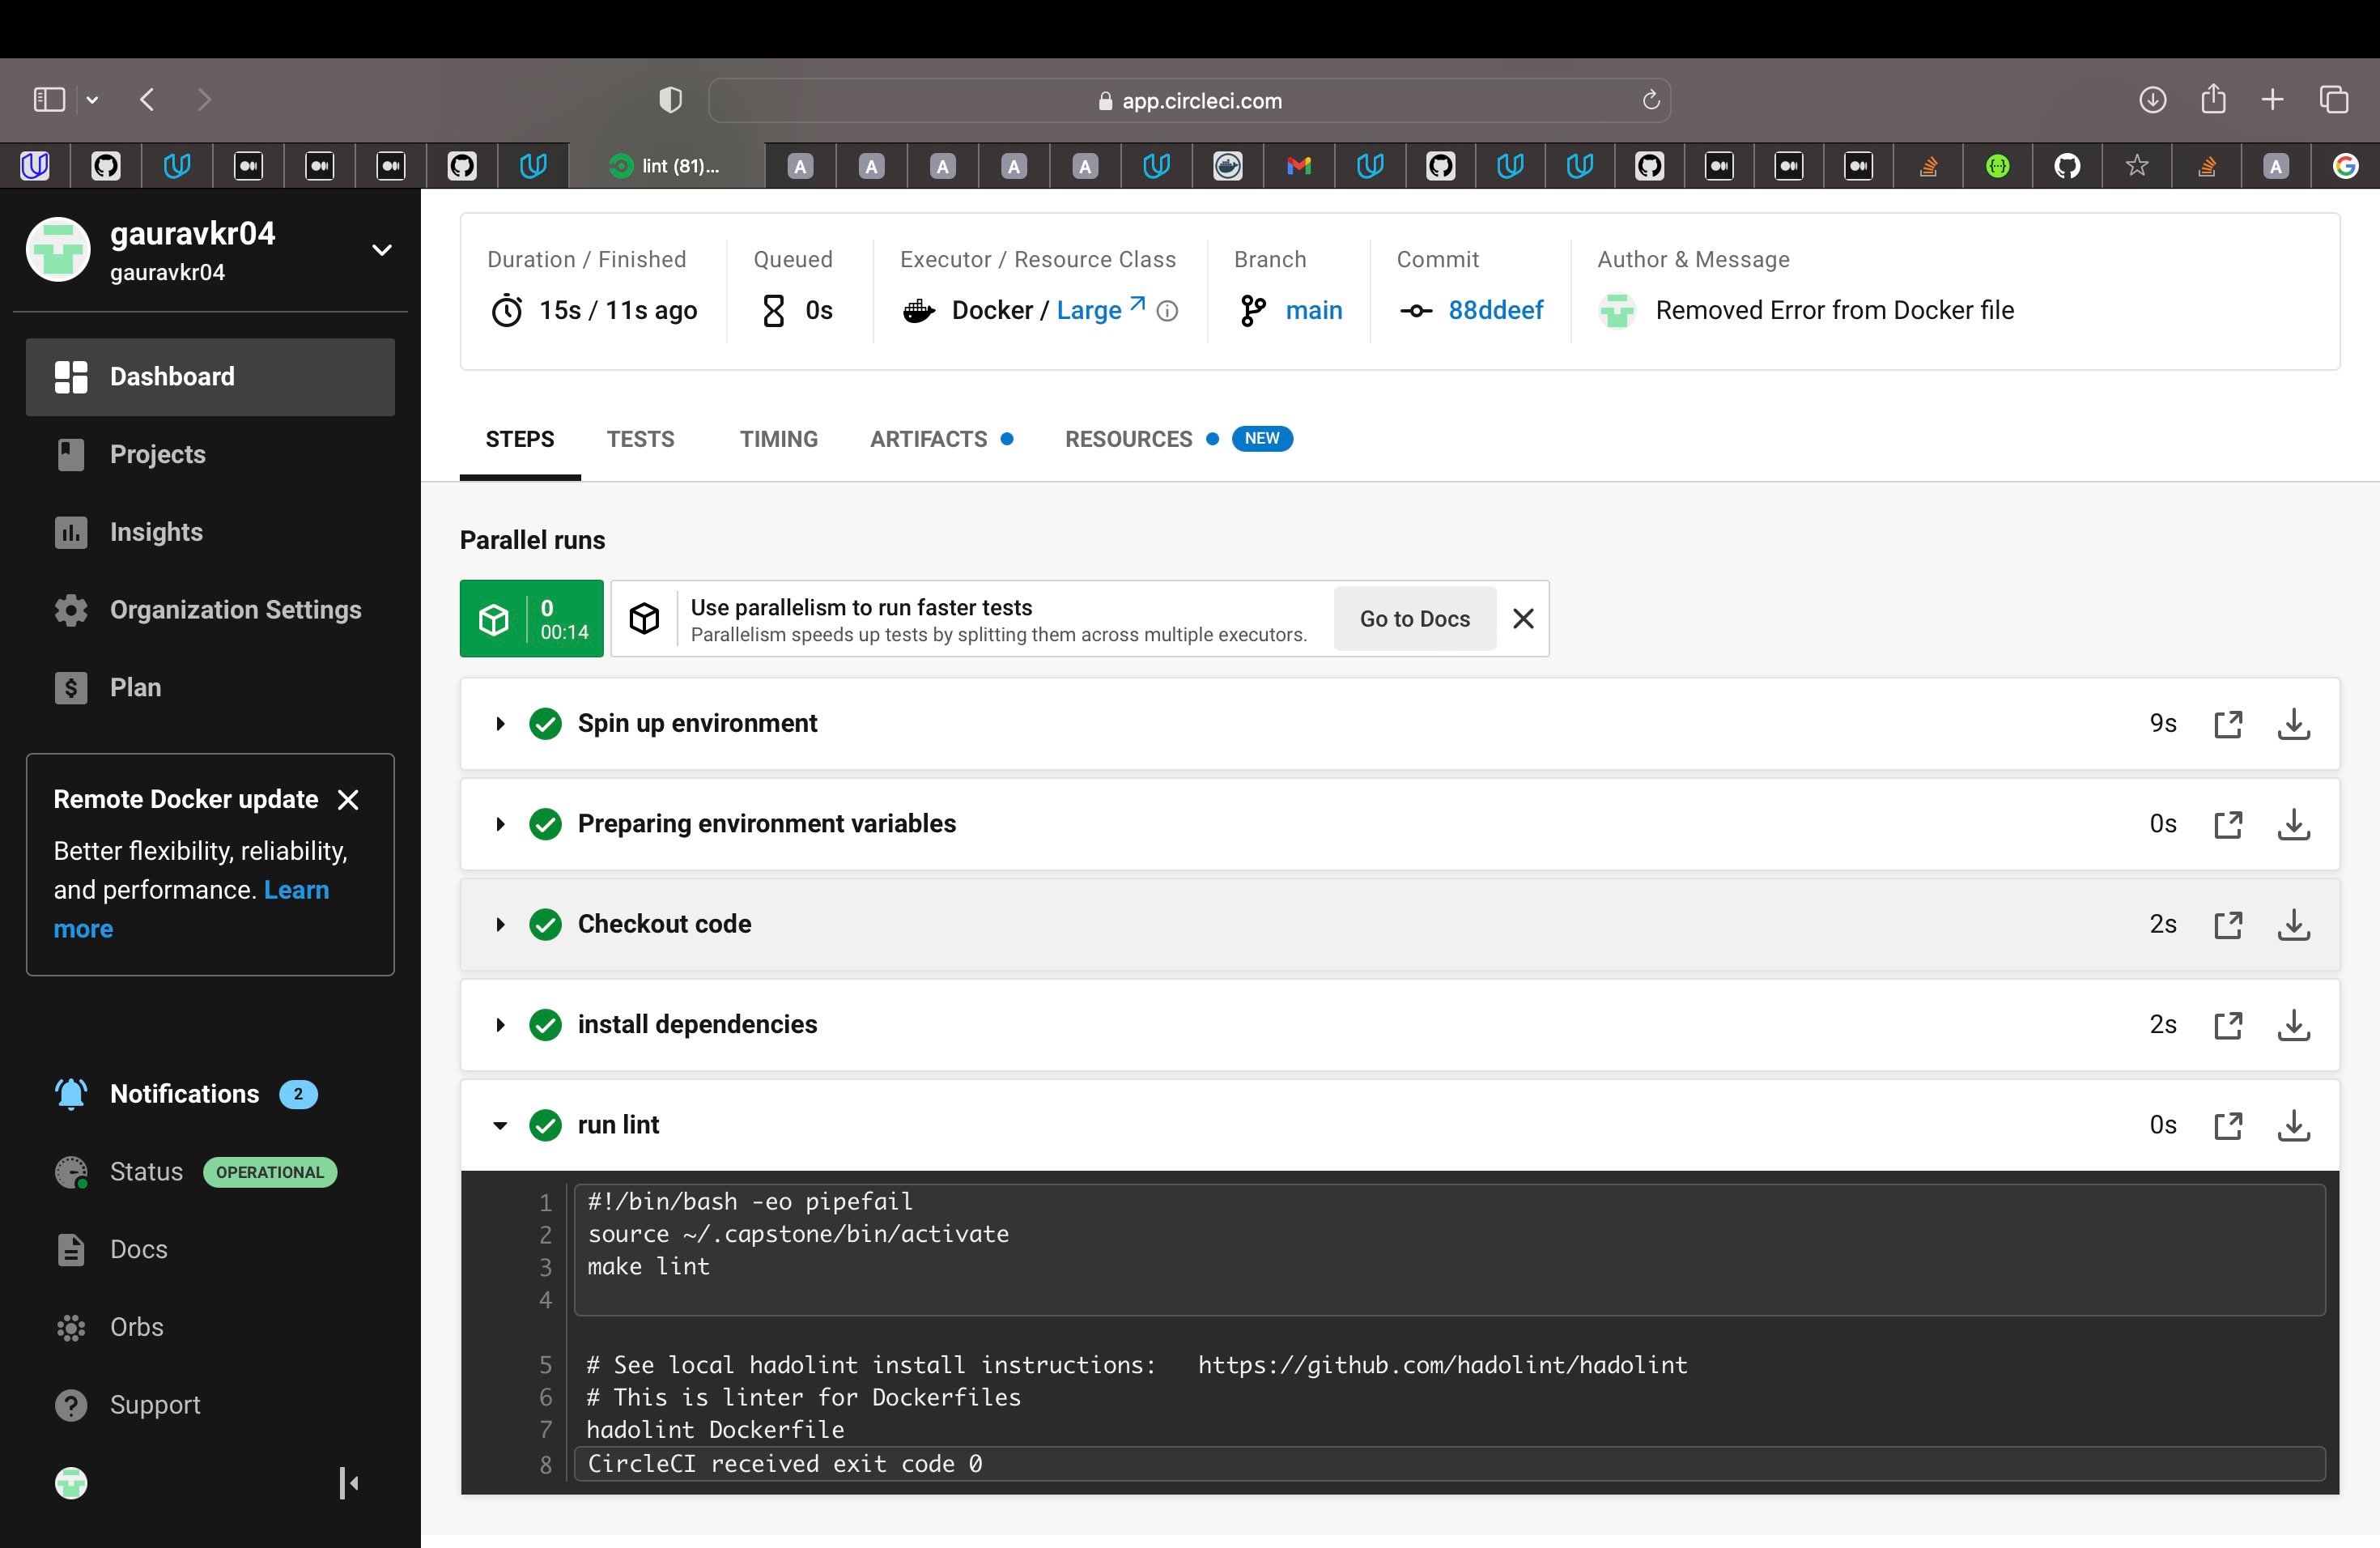 app.circleci.com
lint (81)...
A
A
A
A
A
A
gauravkr04
gauravkr04
Dashboard
Projects
Insights
Organization Settings
Plan
Remote Docker update
Better flexibility, reliability,
and performance. Learn
more
Notifications 2
Status OPERATIONAL
Docs
Orbs
Support
Duration / Finished
15s / 11s ago
Queued
0s
Executor / Resource Class
Docker / Large
Branch
main
Commit
88ddeef
Author & Message
Removed Error from Docker file
STEPS TESTS TIMING ARTIFACTS RESOURCES NEW
Parallel runs
0
00:14
Use parallelism to run faster tests
Parallelism speeds up tests by splitting them across multiple executors.
Go to Docs
Spin up environment 9s
Preparing environment variables 0s
Checkout code 2s
install dependencies 2s
run lint 0s
1 #!/bin/bash -eo pipefail
2 source ~/.capstone/bin/activate
3 make lint
4
5 # See local hadolint install instructions:   https://github.com/hadolint/hadolint
6 # This is linter for Dockerfiles
7 hadolint Dockerfile
8 CircleCI received exit code 0